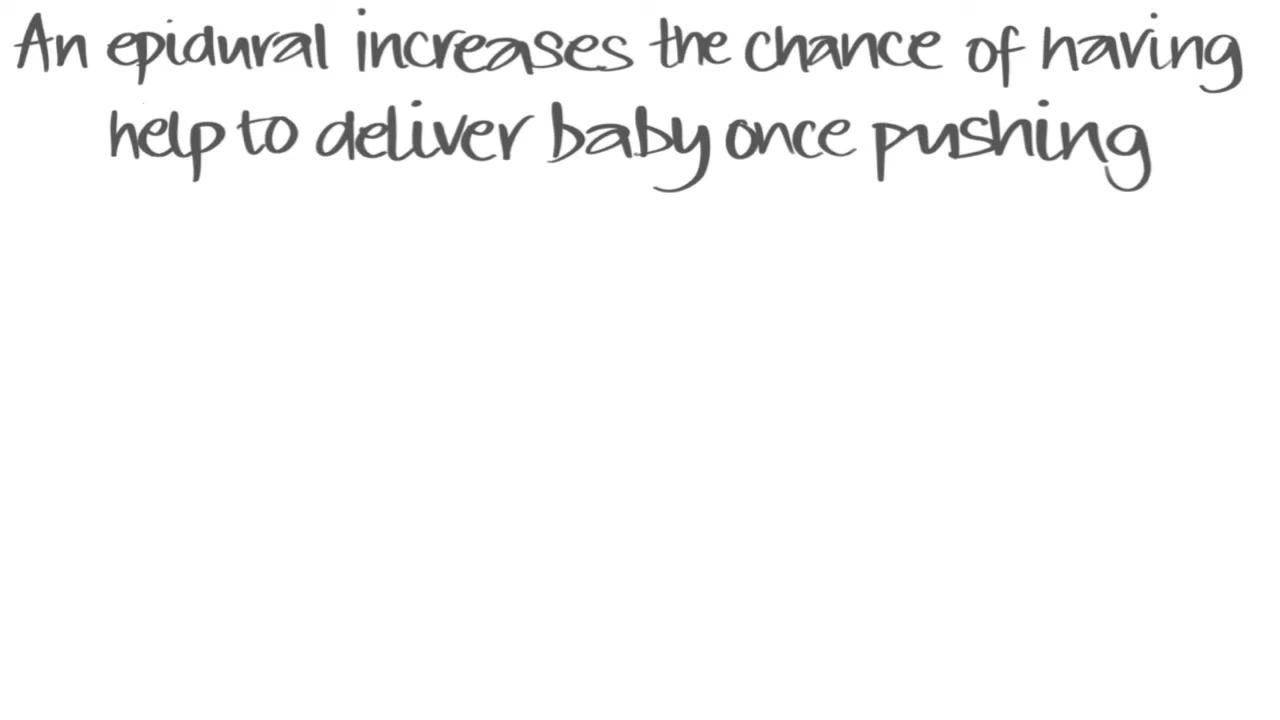 An epidural increases the chance of having
help to deliver baby once pushing